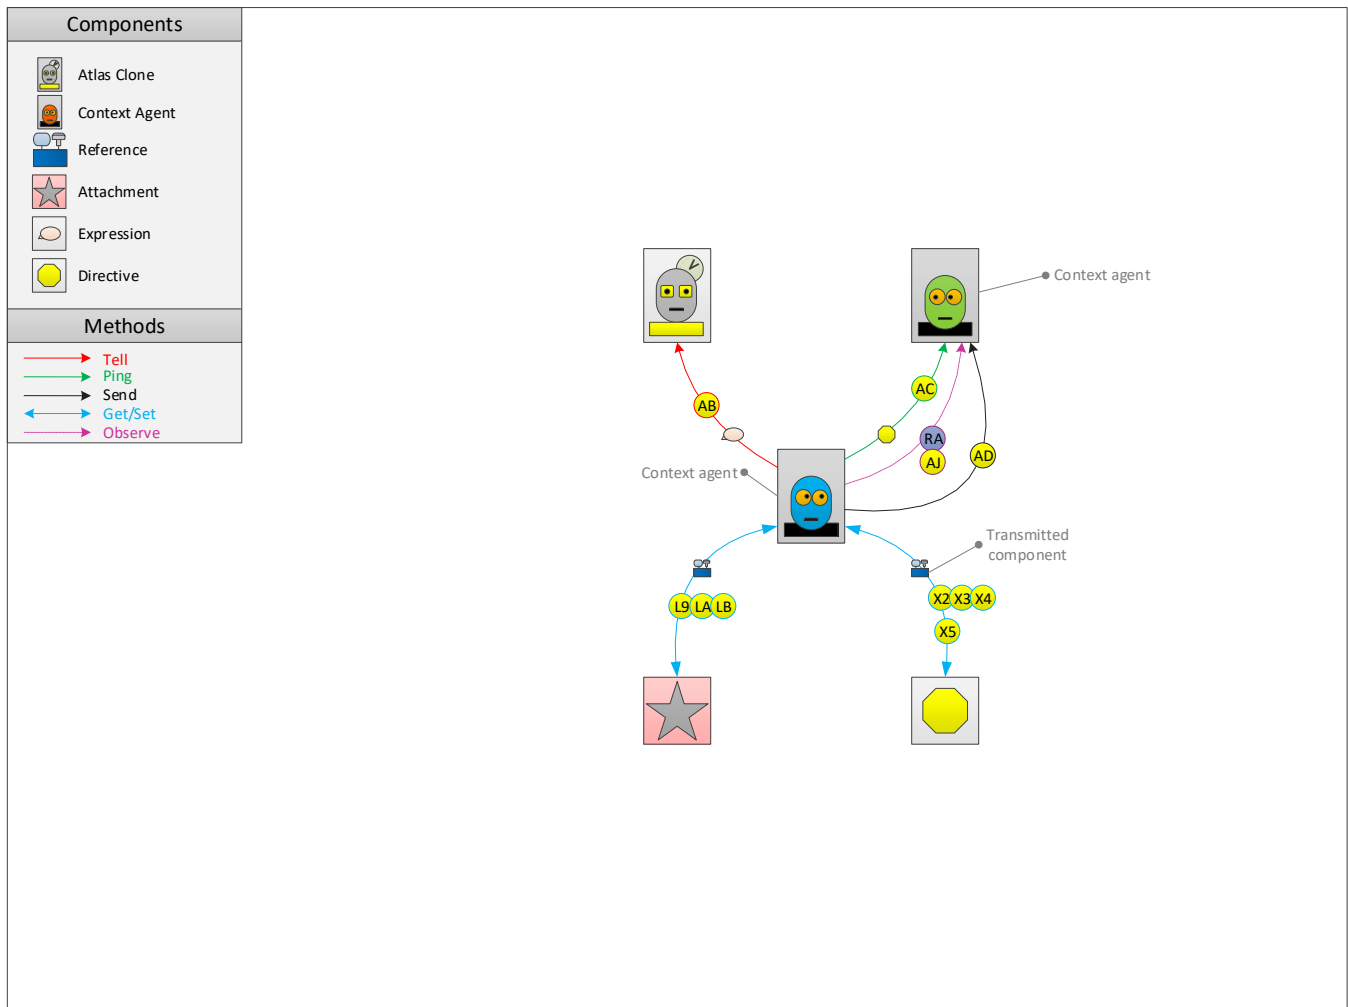 Components
Atlas Clone
Context Agent
Reference
Attachment
Expression
Directive
Methods
Tell
Ping
Send
Get/Set
Observe
Context agent
AC
AB
RA
AJ
AD
Context agent
Transmitted
component
L9 LA LB
X2 X3 X4
X5